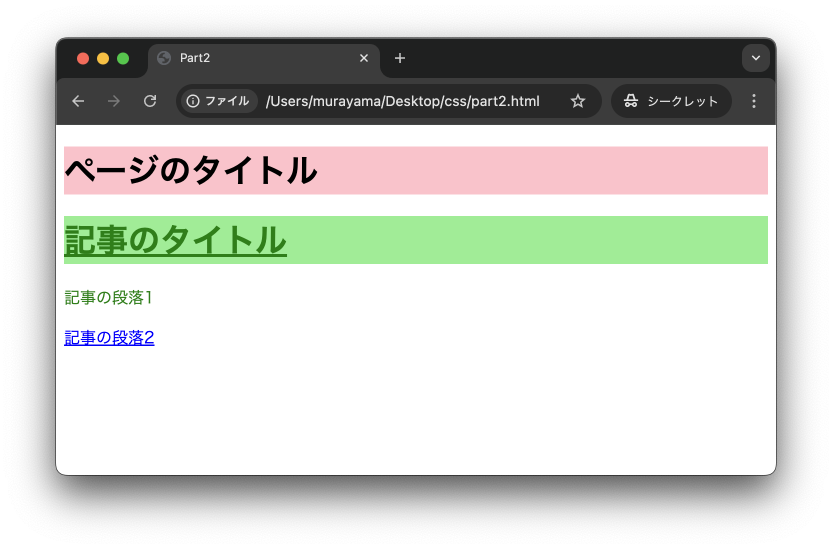 Part2
ファイル /Users/murayama/Desktop/css/part2.html シークレット
ページのタイトル
記事のタイトル
記事の段落1
記事の段落2